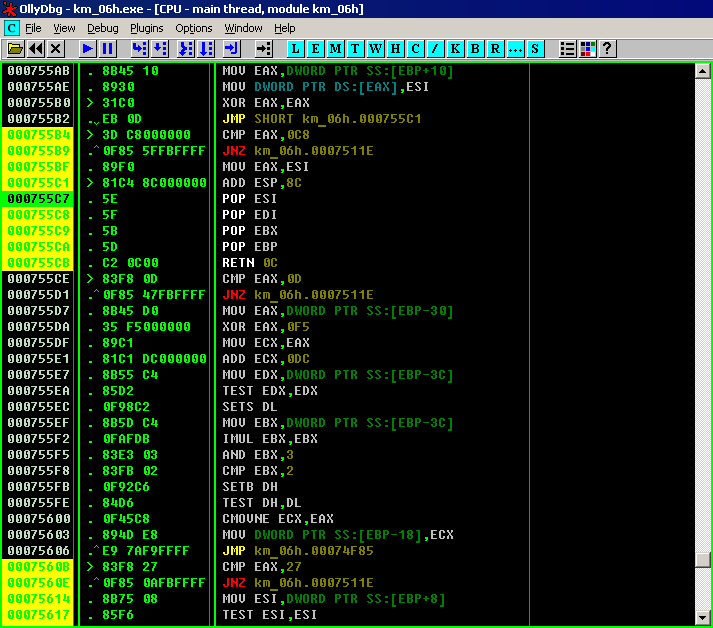 OllyDbg - km_06h.exe - [CPU - main thread, module km_06h]
C File View Debug Plugins Options Window Help
L E M T W H C / K B R ... S ?
000755AB . 8B45 10 MOV EAX,DWORD PTR SS:[EBP+10]
000755AE . 8930 MOV DWORD PTR DS:[EAX],ESI
000755B0 > 31C0 XOR EAX,EAX
000755B2 .⌄ EB 0D JMP SHORT km_06h.000755C1
000755B4 > 3D C8000000 CMP EAX,0C8
000755B9 .^ 0F85 5FFBFFFF JNZ km_06h.0007511E
000755BF . 89F0 MOV EAX,ESI
000755C1 > 81C4 8C000000 ADD ESP,8C
000755C7 . 5E POP ESI
000755C8 . 5F POP EDI
000755C9 . 5B POP EBX
000755CA . 5D POP EBP
000755CB . C2 0C00 RETN 0C
000755CE > 83F8 0D CMP EAX,0D
000755D1 .^ 0F85 47FBFFFF JNZ km_06h.0007511E
000755D7 . 8B45 D0 MOV EAX,DWORD PTR SS:[EBP-30]
000755DA . 35 F5000000 XOR EAX,0F5
000755DF . 89C1 MOV ECX,EAX
000755E1 . 81C1 DC000000 ADD ECX,0DC
000755E7 . 8B55 C4 MOV EDX,DWORD PTR SS:[EBP-3C]
000755EA . 85D2 TEST EDX,EDX
000755EC . 0F98C2 SETS DL
000755EF . 8B5D C4 MOV EBX,DWORD PTR SS:[EBP-3C]
000755F2 . 0FAFDB IMUL EBX,EBX
000755F5 . 83E3 03 AND EBX,3
000755F8 . 83FB 02 CMP EBX,2
000755FB . 0F92C6 SETB DH
000755FE . 84D6 TEST DH,DL
00075600 . 0F45C8 CMOVNE ECX,EAX
00075603 . 894D E8 MOV DWORD PTR SS:[EBP-18],ECX
00075606 .^ E9 7AF9FFFF JMP km_06h.00074F85
0007560B > 83F8 27 CMP EAX,27
0007560E .^ 0F85 0AFBFFFF JNZ km_06h.0007511E
00075614 . 8B75 08 MOV ESI,DWORD PTR SS:[EBP+8]
00075617 . 85F6 TEST ESI,ESI